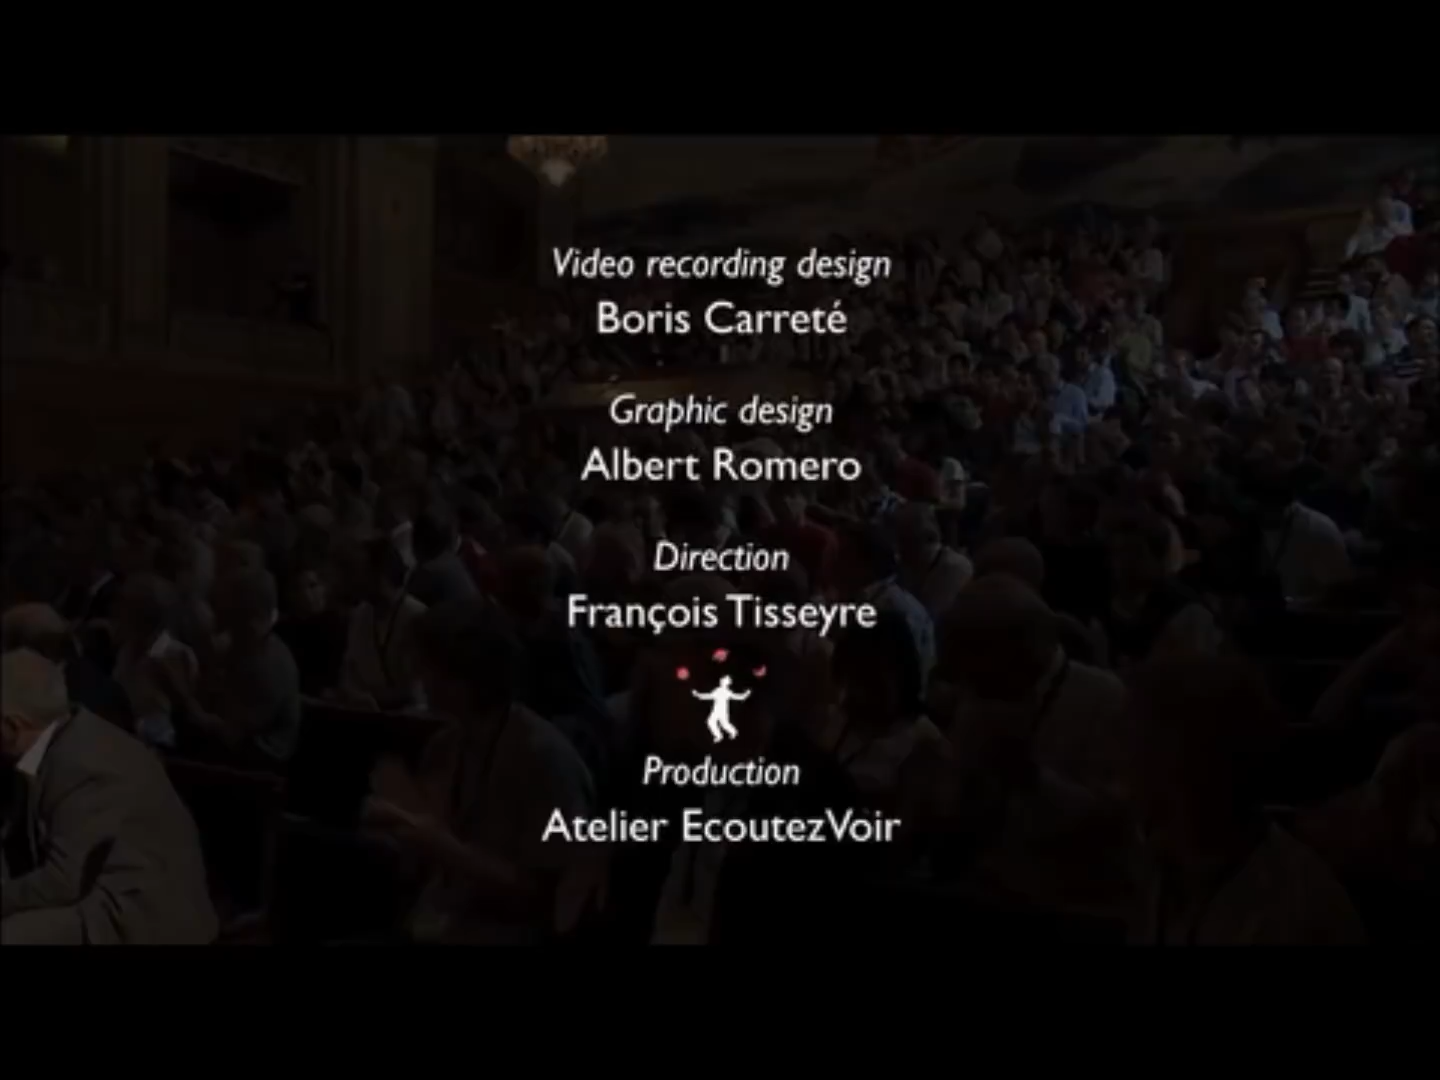 Video recording design
Boris Carreté
Graphic design
Albert Romero
Direction
François Tisseyre
Production
Atelier EcoutezVoir